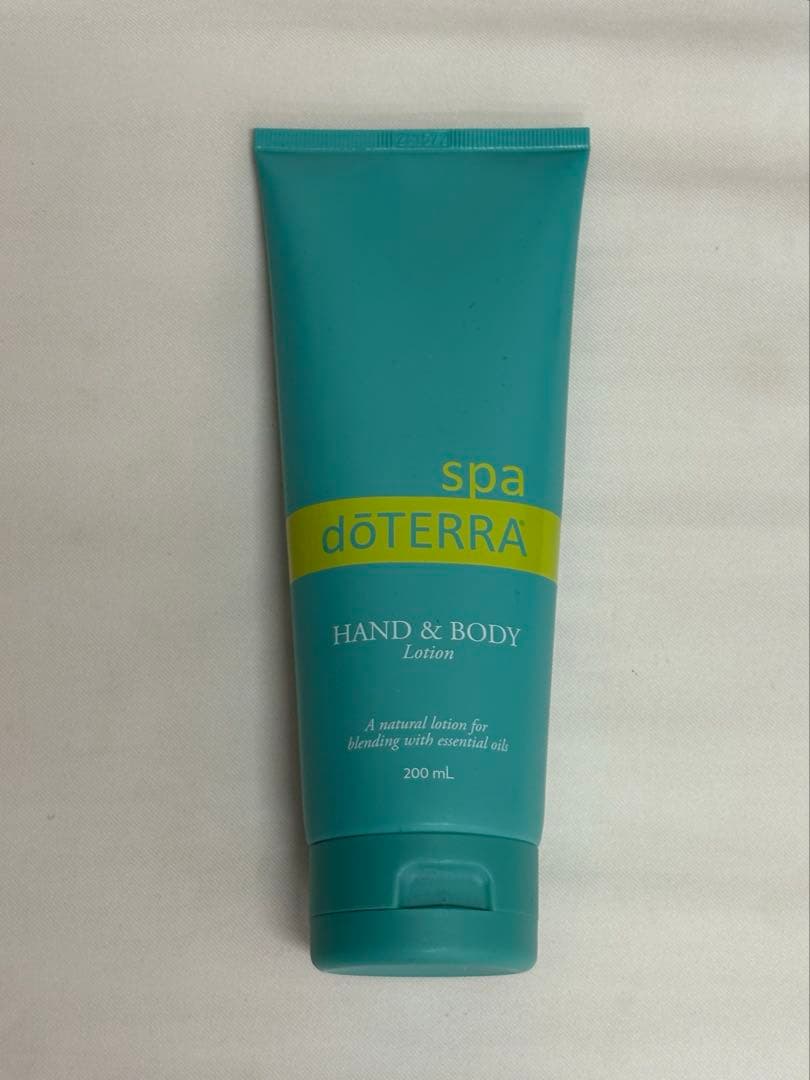 spa
dōTERRA®
HAND & BODY
Lotion
A natural lotion for
blending with essential oils
200 mL